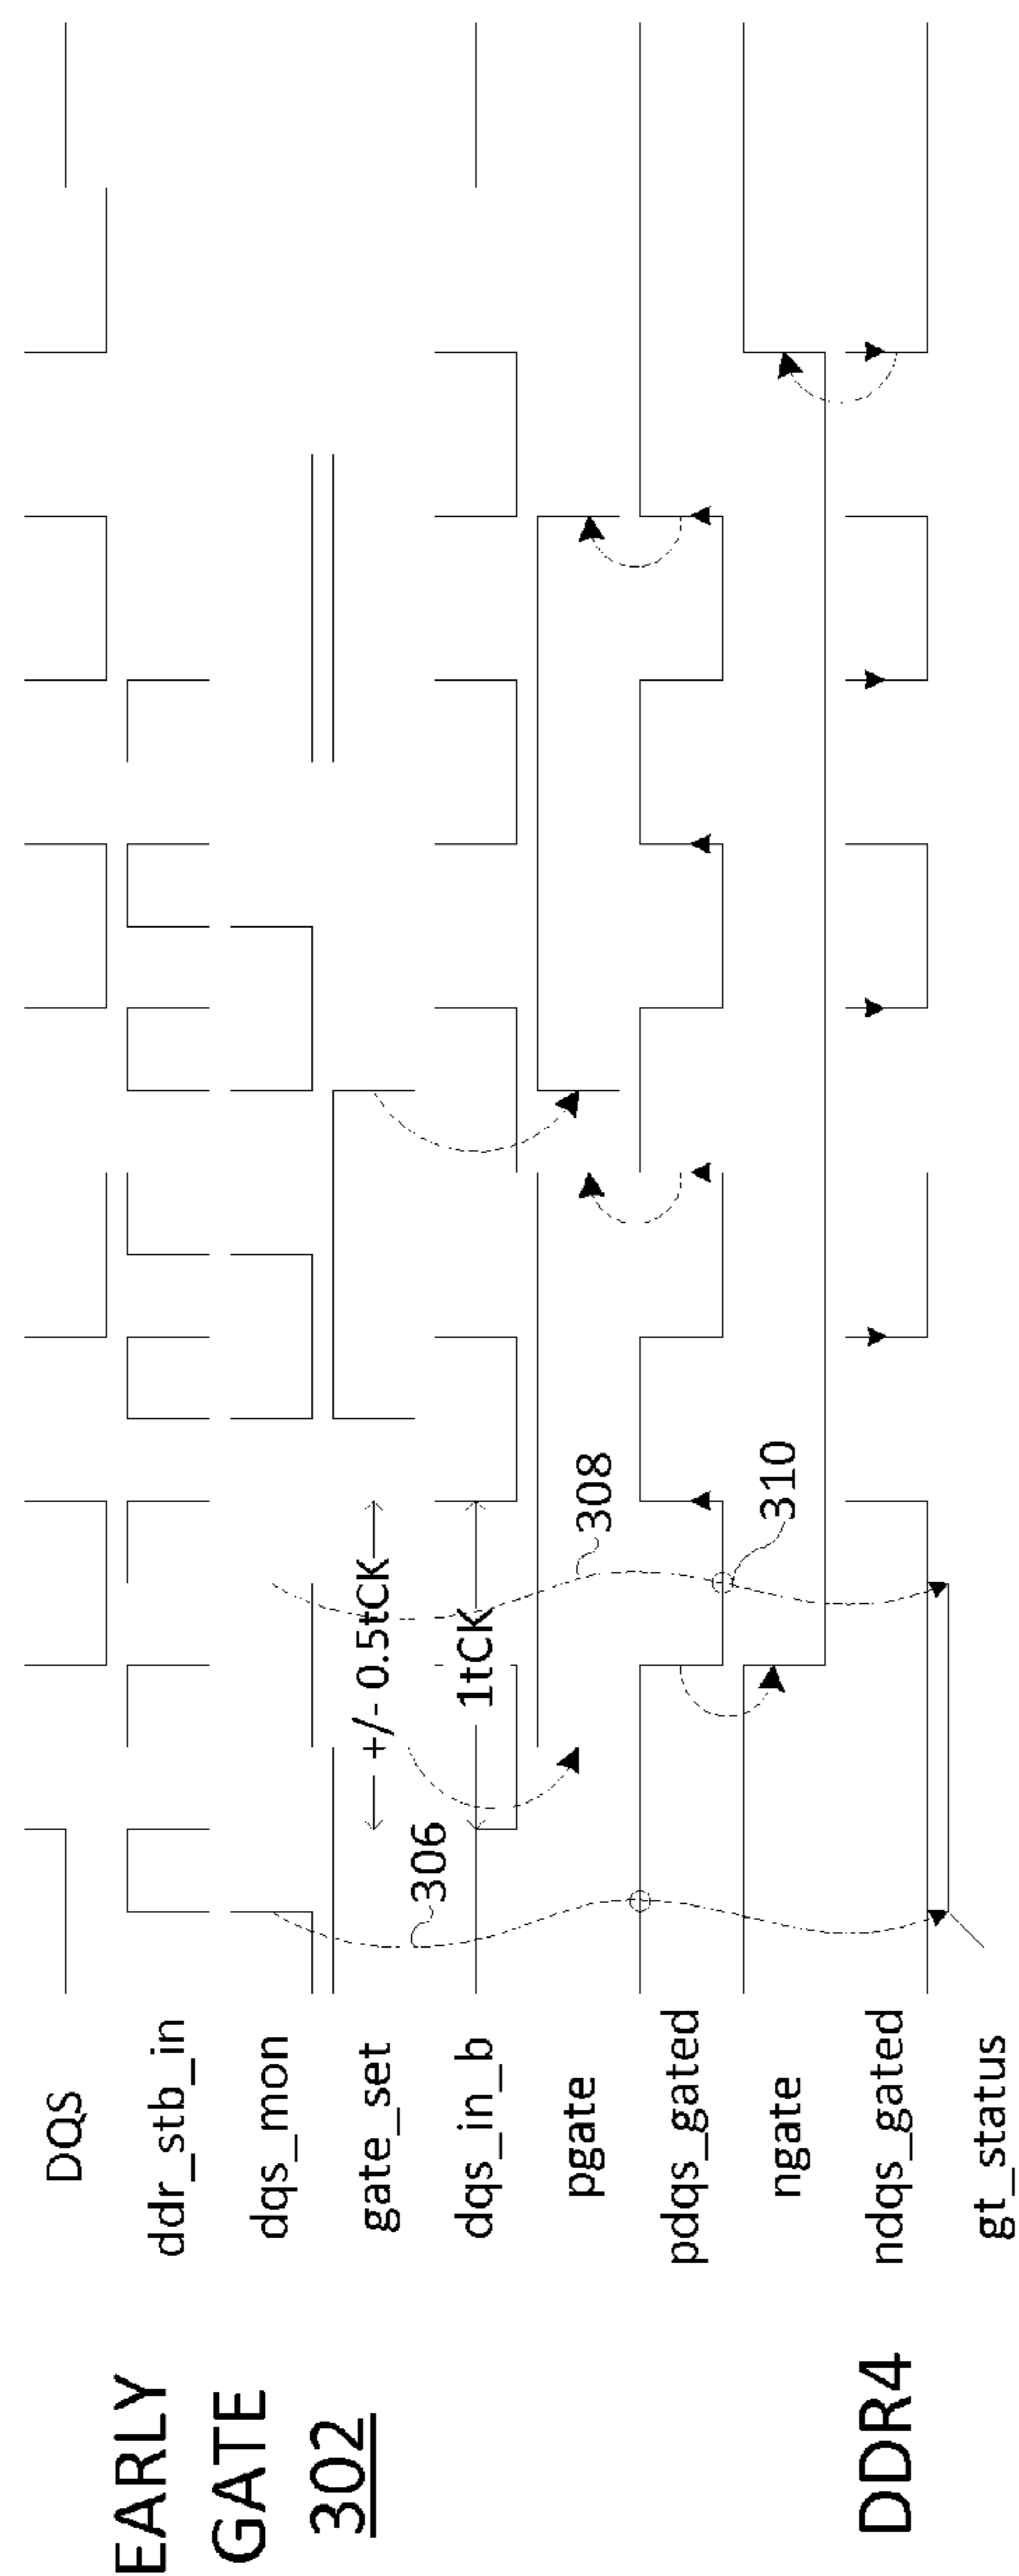 EARLY
GATE
302
DDR4
DQS
ddr_stb_in
dqs_mon
gate_set
dqs_in_b
pgate
pdqs_gated
ngate
ndqs_gated
gt_status
306
+/- 0.5tCK
1tCK
308
310